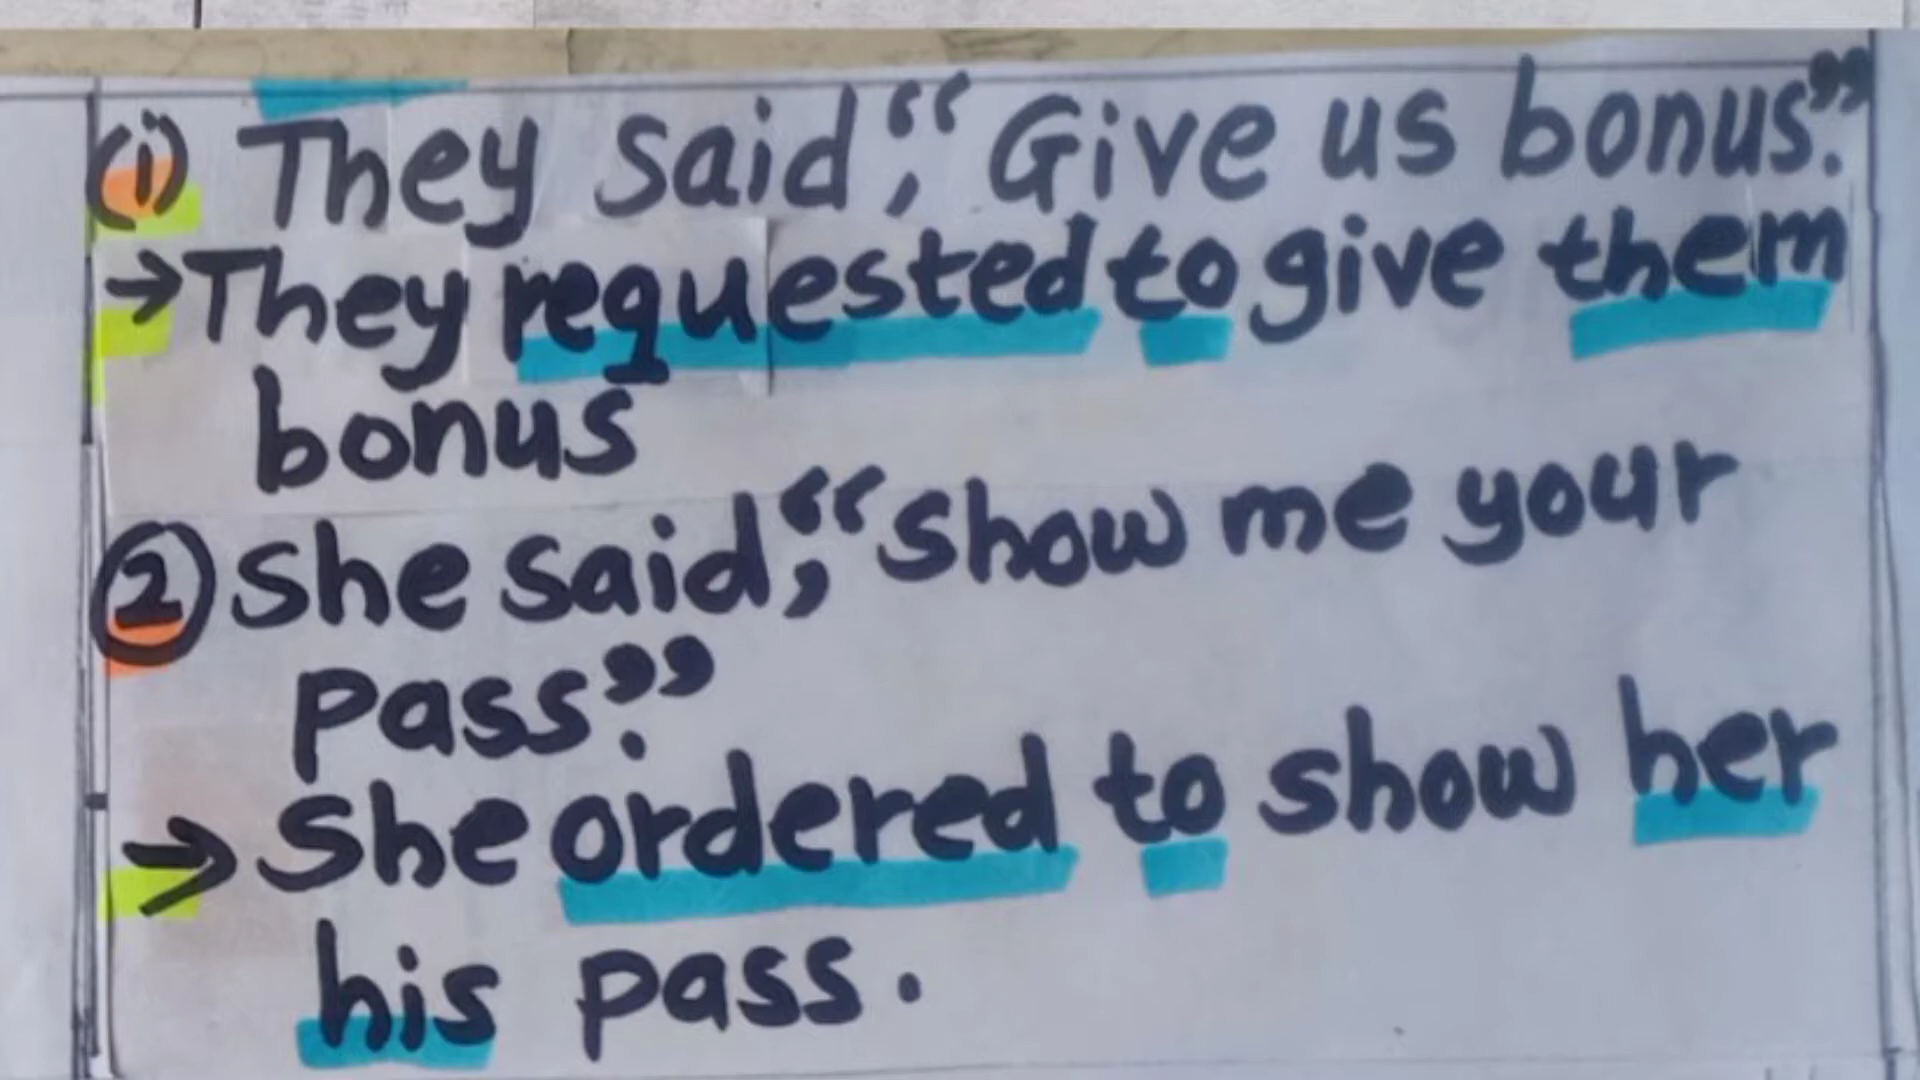 (i) They said, "Give us bonus."
→They requested to give them
bonus
② She said, "Show me your
pass."
→ She ordered to show her
his pass.